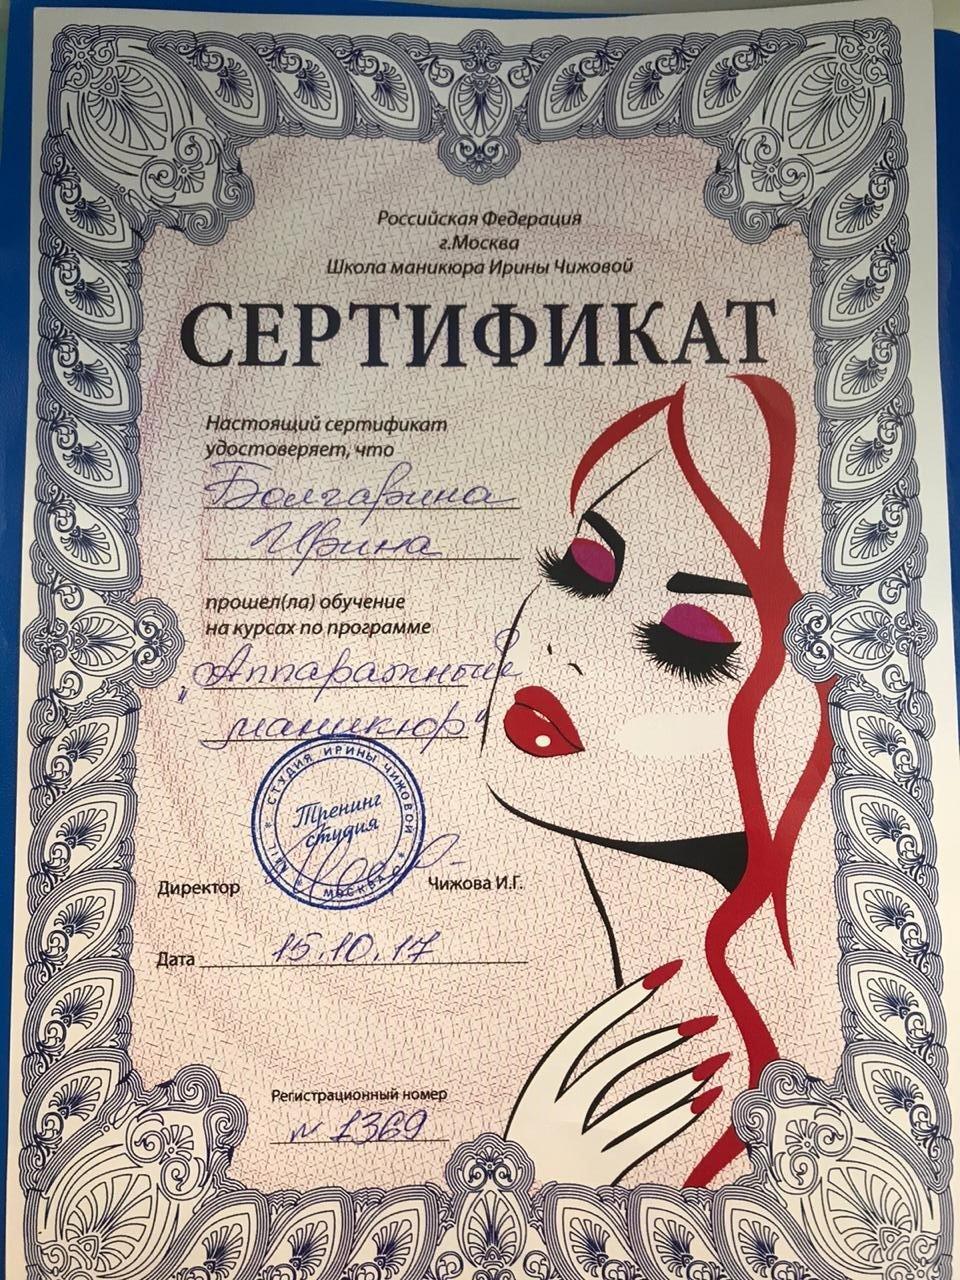 Российская Федерация
г.Москва
Школа маникюра Ирины Чижовой
СЕРТИФИКАТ
Настоящий сертификат
удостоверяет, что
Болгарина
Ирина
прошел(ла) обучение
на курсах по программе
"Аппаратный
маникюр"
СТУДИЯ ИРИНЫ ЧИЖОВОЙ
Тренинг
студия
МОСКВА
Директор
Чижова И.Г.
Дата 15.10.17
Регистрационный номер
N 1369